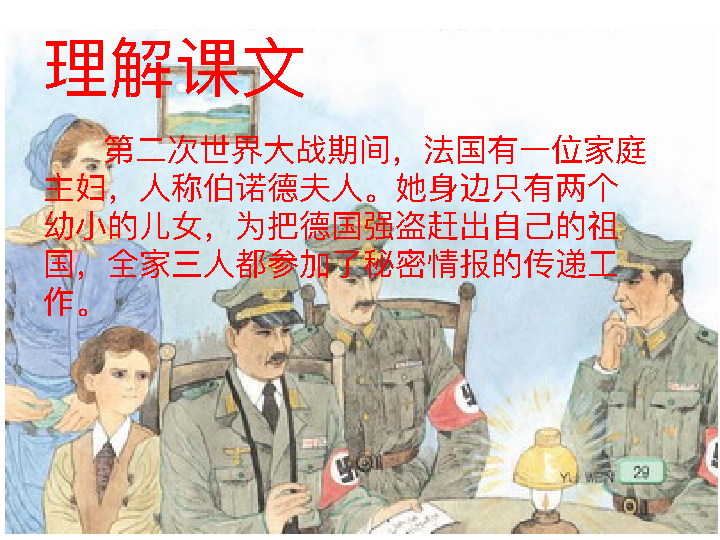 理解课文
第二次世界大战期间，法国有一位家庭
主妇，人称伯诺德夫人。她身边只有两个
幼小的儿女，为把德国强盗赶出自己的祖
国，全家三人都参加了秘密情报的传递工
作。
YU WEN 29